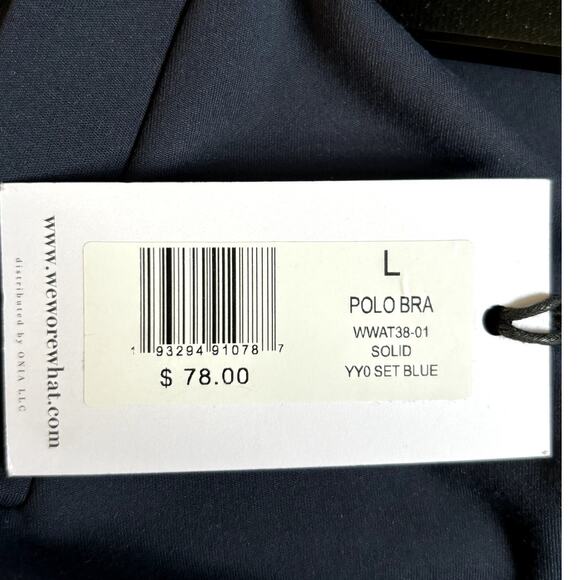 www.weworewhat.com
distributed by ONIA LLC
1 93294 91078 7
$ 78.00
L
POLO BRA
WWAT38-01
SOLID
YY0 SET BLUE